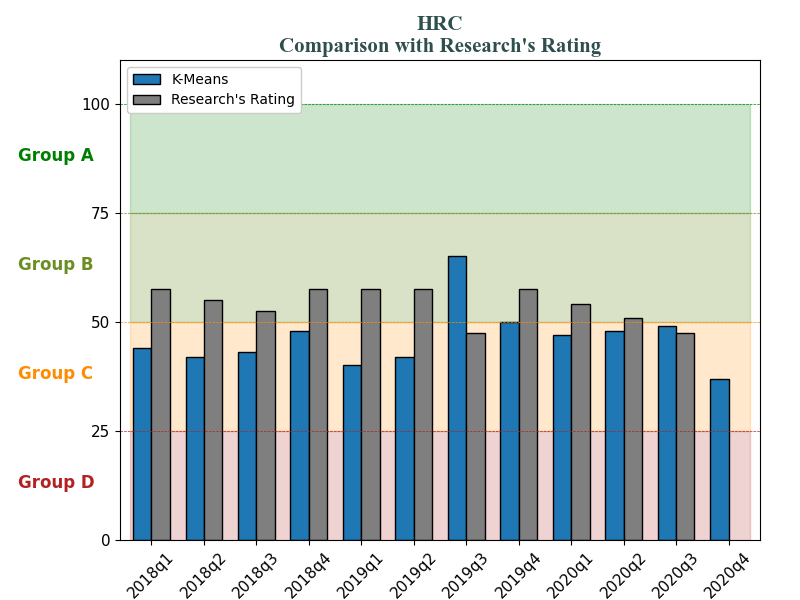 HRC
Comparison with Research's Rating
K-Means
Research's Rating
100
Group A
75
Group B
50
Group C
25
Group D
0
2018q1
2018q2
2018q3
2018q4
2019q1
2019q2
2019q3
2019q4
2020q1
2020q2
2020q3
2020q4